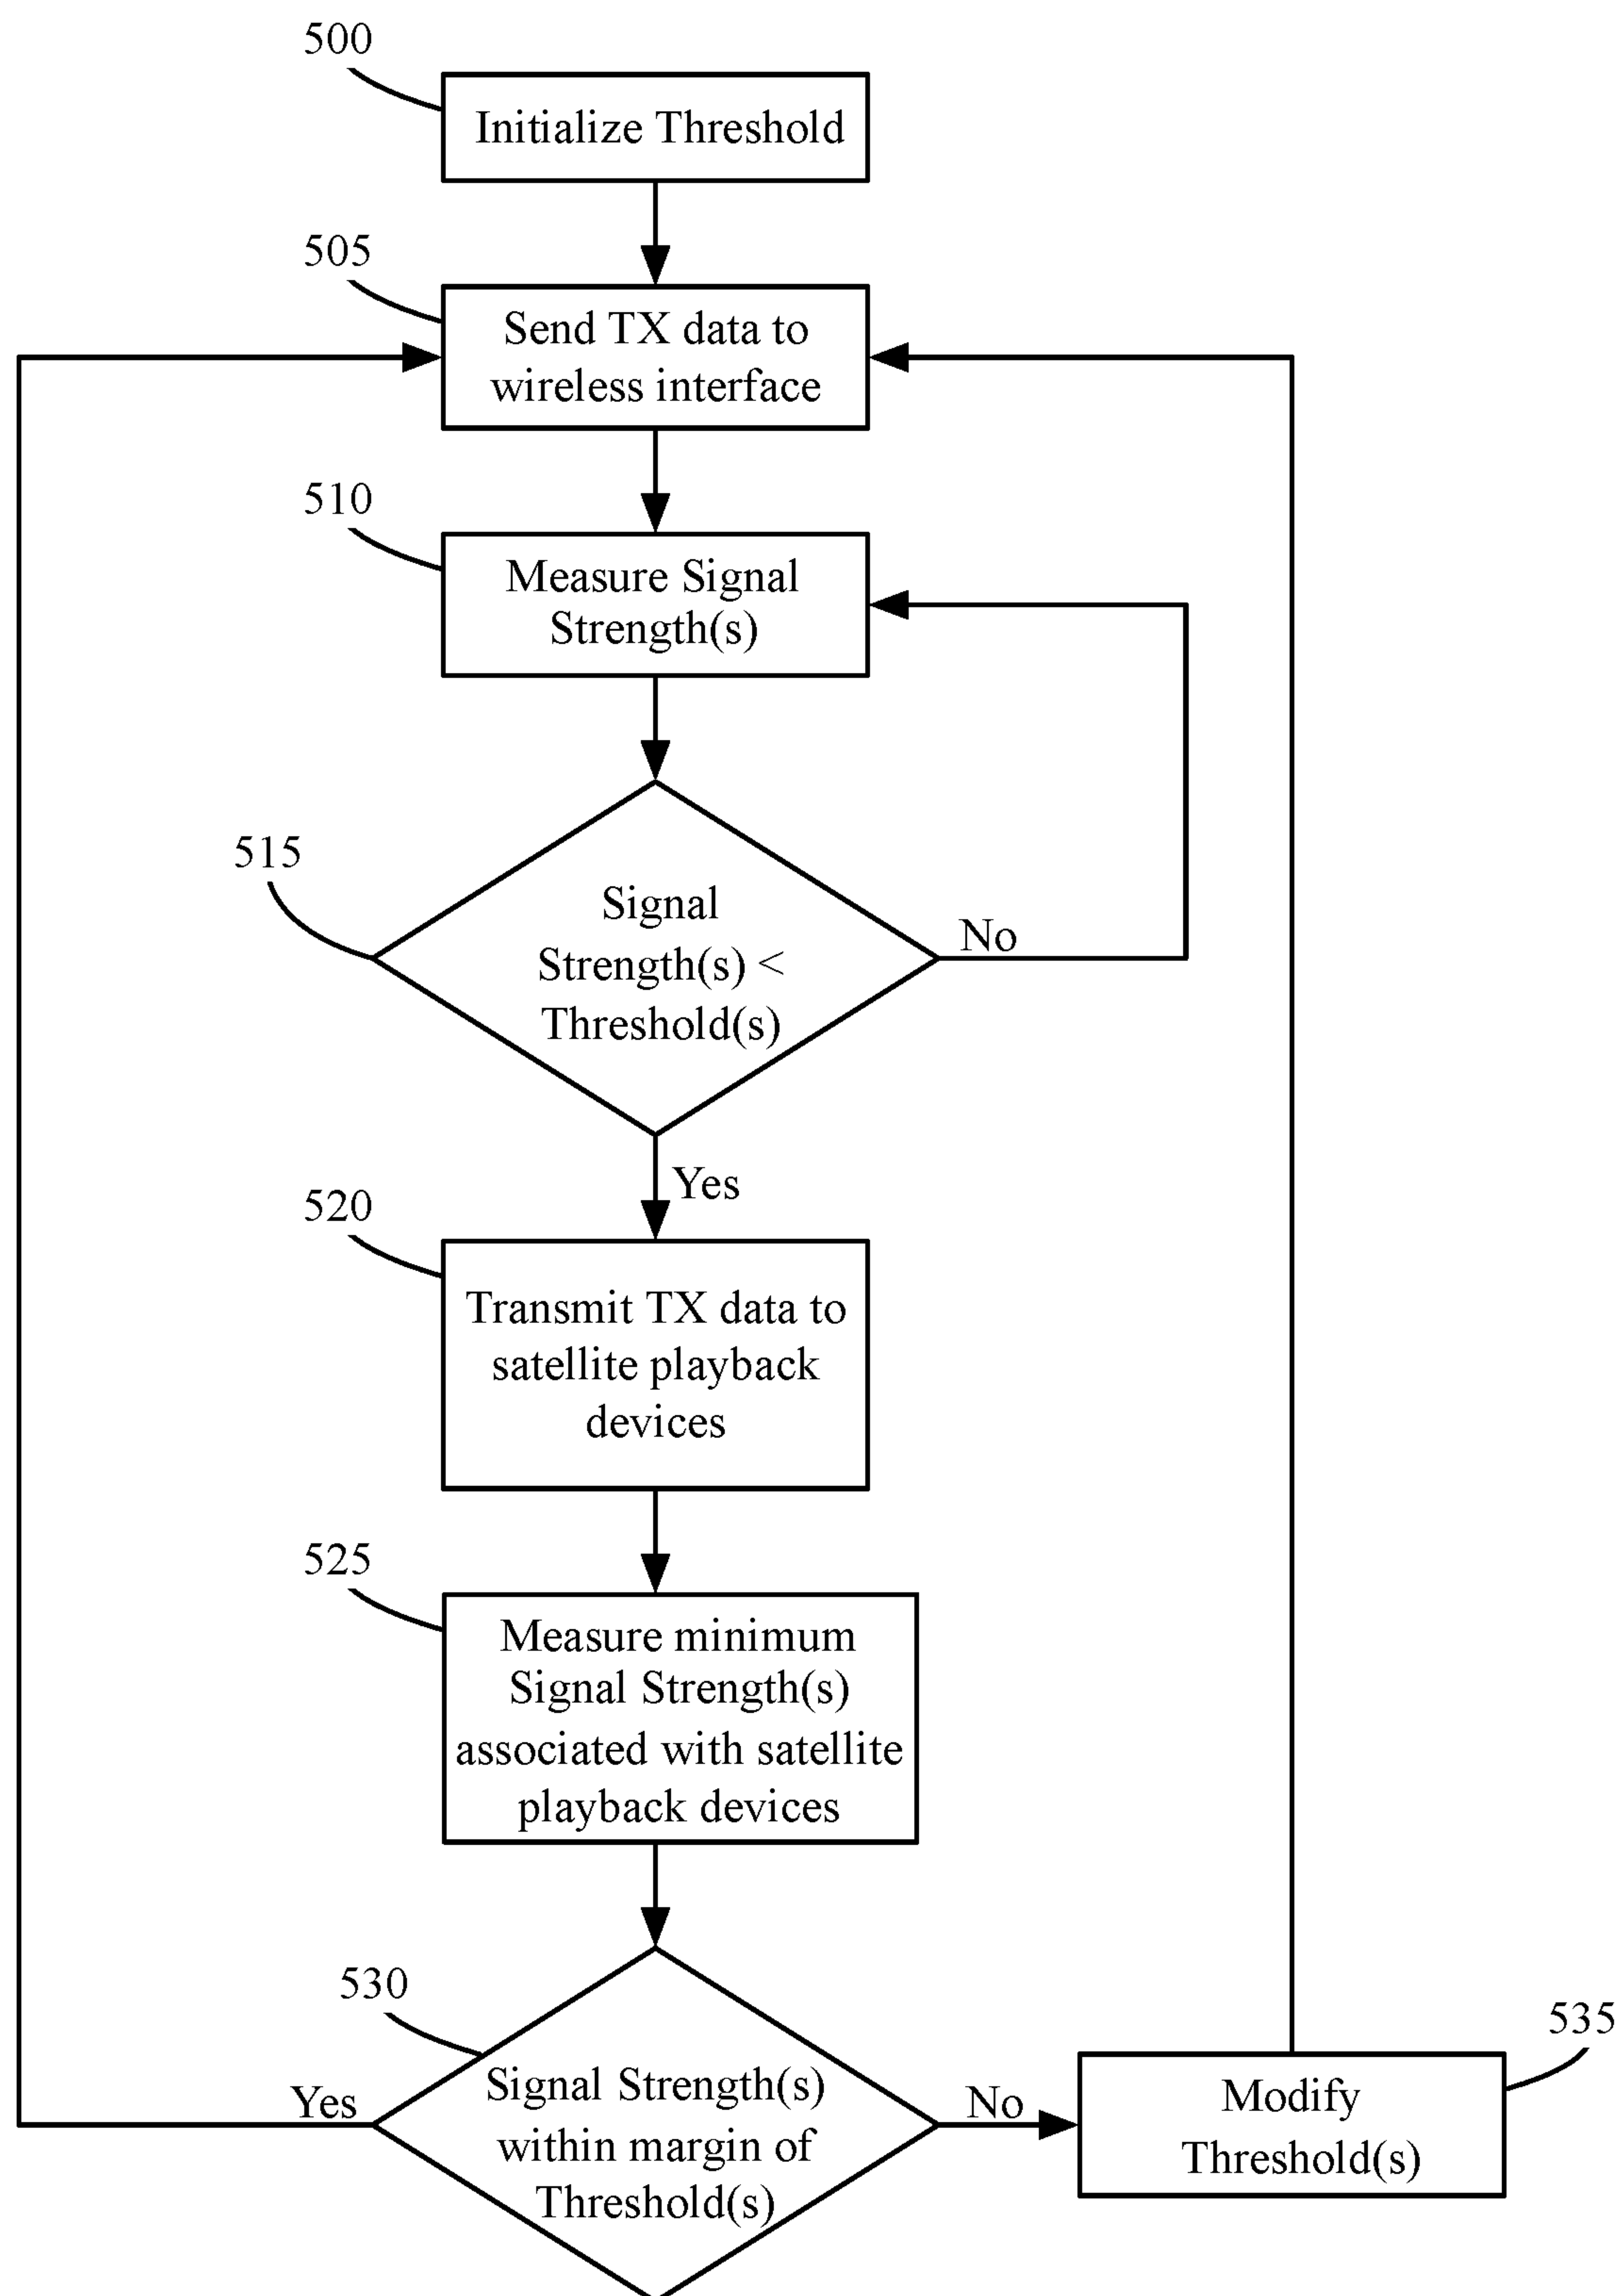 500
Initialize Threshold
505
Send TX data to
wireless interface
510
Measure Signal
Strength(s)
515
Signal
Strength(s) <
Threshold(s)
No
Yes
520
Transmit TX data to
satellite playback
devices
525
Measure minimum
Signal Strength(s)
associated with satellite
playback devices
530
Signal Strength(s)
within margin of
Threshold(s)
Yes
No
535
Modify
Threshold(s)